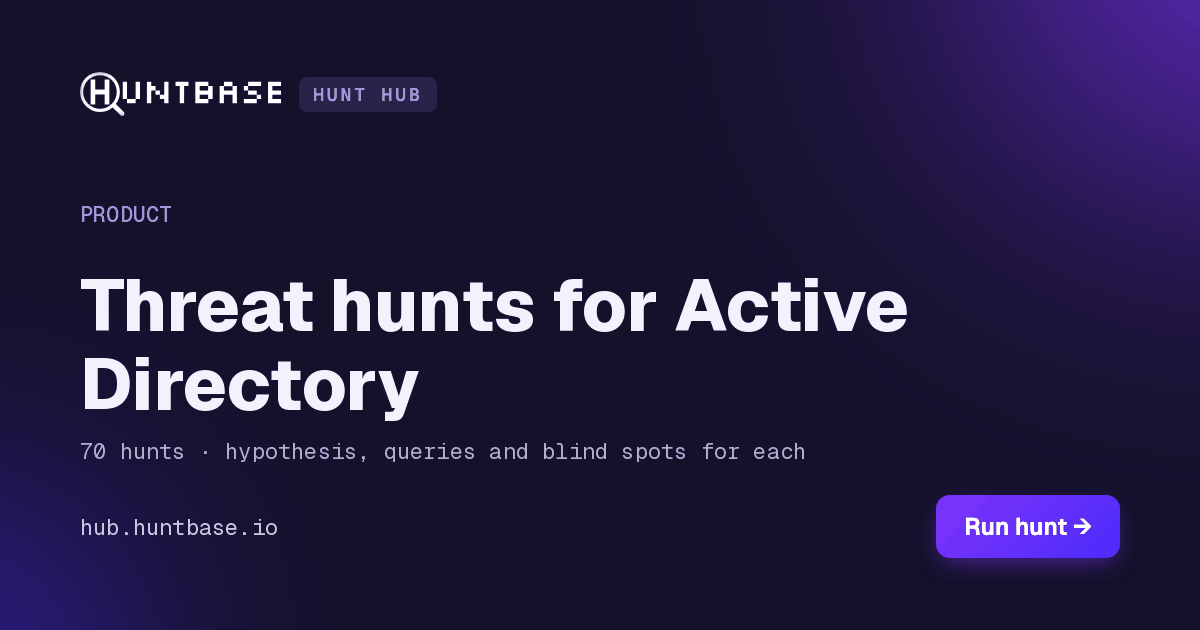 HUNTBASE HUNT HUB
PRODUCT
Threat hunts for Active
Directory
70 hunts · hypothesis, queries and blind spots for each
hub.huntbase.io
Run hunt →